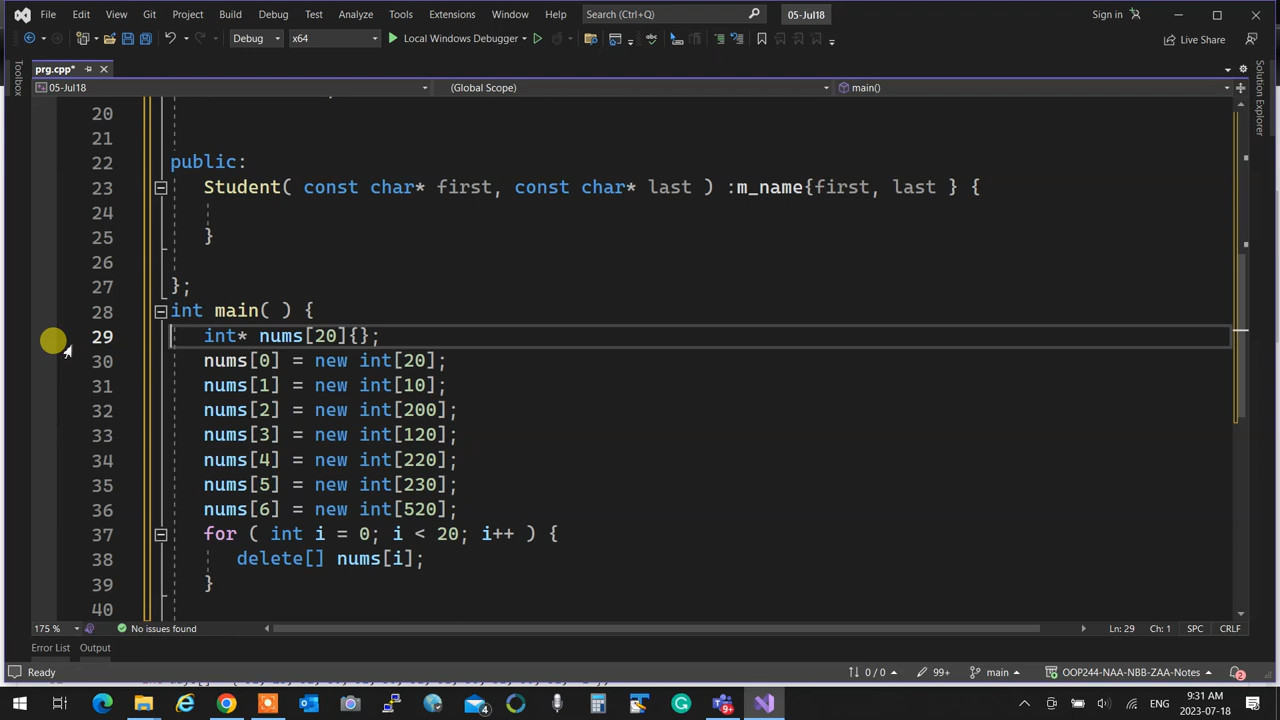 File Edit View Git Project Build Debug Test Analyze Tools Extensions Window Help Search (Ctrl+Q) 05-Jul18 Sign in
Debug x64 Local Windows Debugger Live Share
prg.cpp*
05-Jul18 (Global Scope) main()
Toolbox
Solution Explorer
20
21
22 public:
23 Student( const char* first, const char* last ) :m_name{first, last } {
24
25 }
26
27 };
28 int main( ) {
29 int* nums[20]{};
30 nums[0] = new int[20];
31 nums[1] = new int[10];
32 nums[2] = new int[200];
33 nums[3] = new int[120];
34 nums[4] = new int[220];
35 nums[5] = new int[230];
36 nums[6] = new int[520];
37 for ( int i = 0; i < 20; i++ ) {
38 delete[] nums[i];
39 }
40
175 % No issues found Ln: 29 Ch: 1 SPC CRLF
Error List Output
Ready 0 / 0 99+ main OOP244-NAA-NBB-ZAA-Notes 2
4 9+ ENG 9:31 AM
2023-07-18